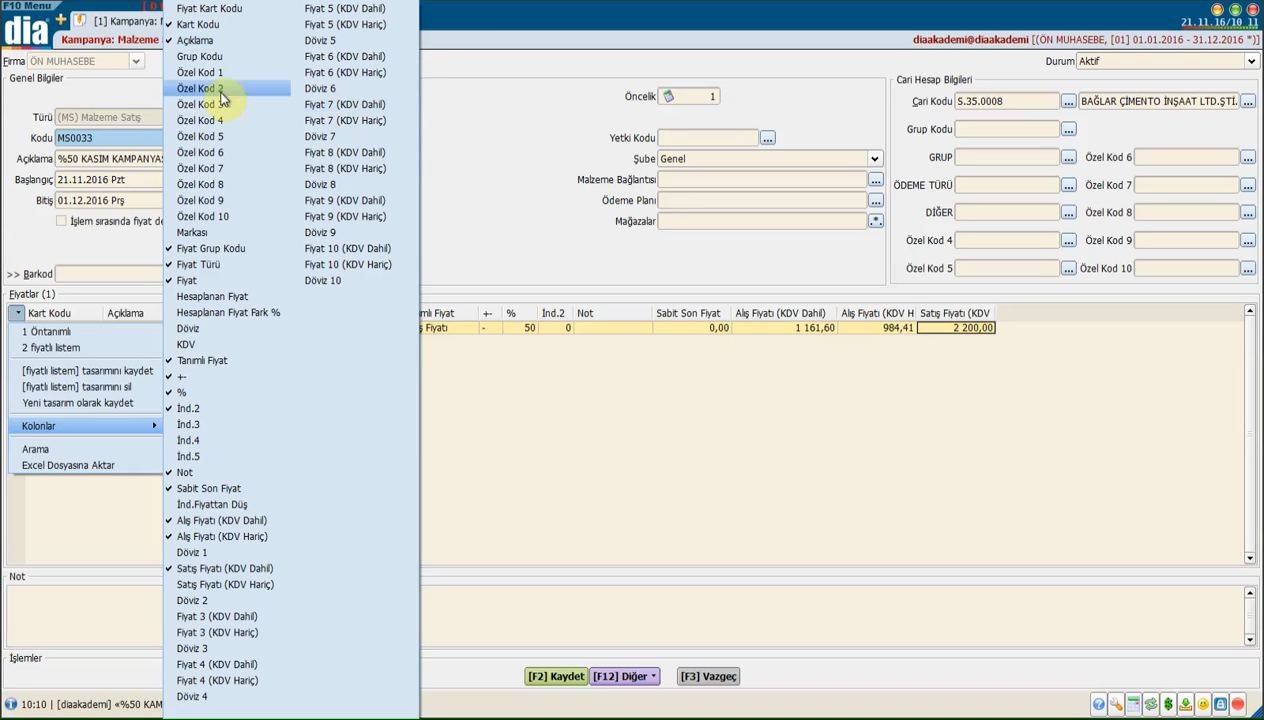 F10 Menu
dia
[1] Kampanya:
Kampanya: Malzeme
21.11.16/10 11
diaakademi@diaakademi [(ÖN MUHASEBE, [01] 01.01.2016 - 31.12.2016 *)]
Firma ÖN MUHASEBE
Durum Aktif
Genel Bilgiler
Türü (MS) Malzeme Satış
Kodu MS0033
Açıklama %50 KASIM KAMPANYAS
Başlangıç 21.11.2016 Pzt
Bitiş 01.12.2016 Prş
İşlem sırasında fiyat de
>> Barkod
Öncelik 1
Yetki Kodu
Şube Genel
Malzeme Bağlantısı
Ödeme Planı
Mağazalar
Cari Hesap Bilgileri
Cari Kodu S.35.0008 BAĞLAR ÇİMENTO İNŞAAT LTD.ŞTİ.
Grup Kodu
GRUP Özel Kod 6
ÖDEME TÜRÜ Özel Kod 7
DİĞER Özel Kod 8
Özel Kod 4 Özel Kod 9
Özel Kod 5 Özel Kod 10
Fiyatlar (1)
Kart Kodu Açıklama ımlı Fiyat +- % İnd.2 Not Sabit Son Fiyat Alış Fiyatı (KDV Dahil) Alış Fiyatı (KDV H Satış Fiyatı (KDV
ş Fiyatı - 50 0 0,00 1 161,60 984,41 2 200,00
1 Öntanımlı
2 fiyatlı listem
[fiyatlı listem] tasarımını kaydet
[fiyatlı listem] tasarımını sil
Yeni tasarım olarak kaydet
Kolonlar
Arama
Excel Dosyasına Aktar
Fiyat Kart Kodu
Kart Kodu
Açıklama
Grup Kodu
Özel Kod 1
Özel Kod 2
Özel Kod 3
Özel Kod 4
Özel Kod 5
Özel Kod 6
Özel Kod 7
Özel Kod 8
Özel Kod 9
Özel Kod 10
Markası
Fiyat Grup Kodu
Fiyat Türü
Fiyat
Hesaplanan Fiyat
Hesaplanan Fiyat Fark %
Döviz
KDV
Tanımlı Fiyat
+-
%
İnd.2
İnd.3
İnd.4
İnd.5
Not
Sabit Son Fiyat
İnd.Fiyattan Düş
Alış Fiyatı (KDV Dahil)
Alış Fiyatı (KDV Hariç)
Döviz 1
Satış Fiyatı (KDV Dahil)
Satış Fiyatı (KDV Hariç)
Döviz 2
Fiyat 3 (KDV Dahil)
Fiyat 3 (KDV Hariç)
Döviz 3
Fiyat 4 (KDV Dahil)
Fiyat 4 (KDV Hariç)
Döviz 4
Fiyat 5 (KDV Dahil)
Fiyat 5 (KDV Hariç)
Döviz 5
Fiyat 6 (KDV Dahil)
Fiyat 6 (KDV Hariç)
Döviz 6
Fiyat 7 (KDV Dahil)
Fiyat 7 (KDV Hariç)
Döviz 7
Fiyat 8 (KDV Dahil)
Fiyat 8 (KDV Hariç)
Döviz 8
Fiyat 9 (KDV Dahil)
Fiyat 9 (KDV Hariç)
Döviz 9
Fiyat 10 (KDV Dahil)
Fiyat 10 (KDV Hariç)
Döviz 10
Not
İşlemler
[F2] Kaydet [F12] Diğer [F3] Vazgeç
10:10 | [diaakademi] «%50 KAM